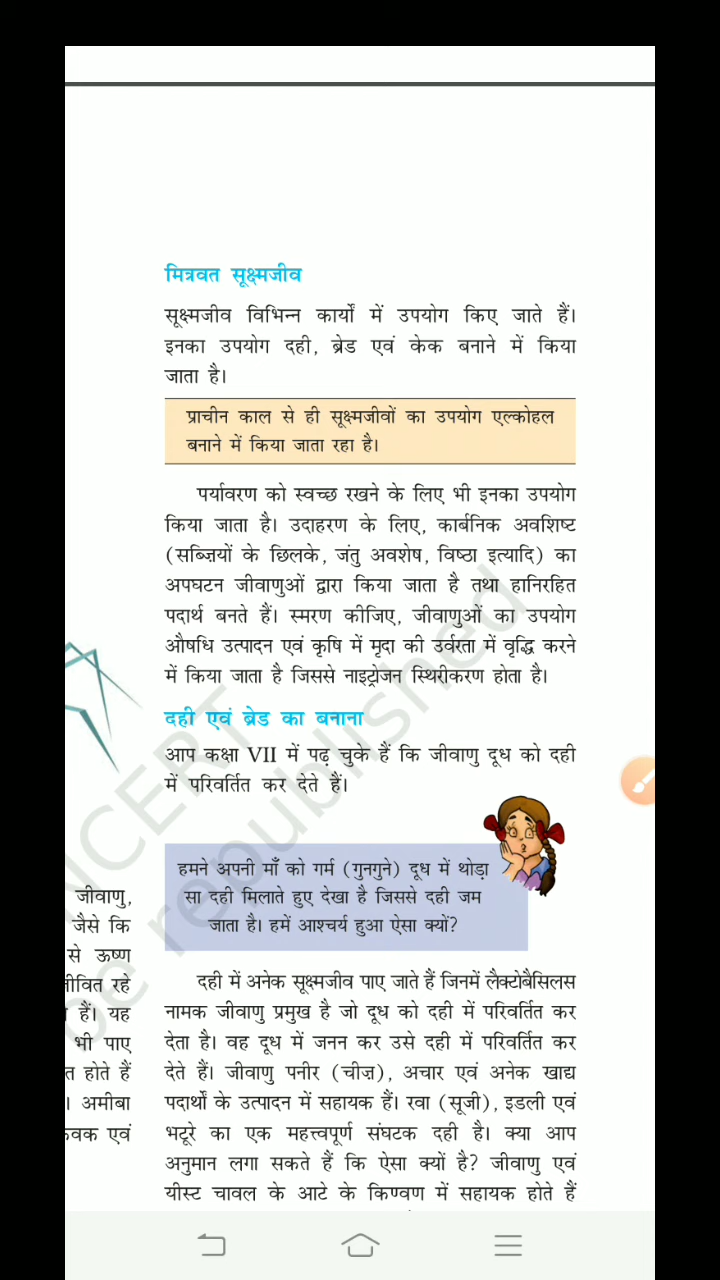 मित्रवत सूक्ष्मजीव
सूक्ष्मजीव विभिन्न कार्यों में उपयोग किए जाते हैं।
इनका उपयोग दही, ब्रेड एवं केक बनाने में किया
जाता है।
प्राचीन काल से ही सूक्ष्मजीवों का उपयोग एल्कोहल
बनाने में किया जाता रहा है।
पर्यावरण को स्वच्छ रखने के लिए भी इनका उपयोग
किया जाता है। उदाहरण के लिए, कार्बनिक अवशिष्ट
(सब्ज़ियों के छिलके, जंतु अवशेष, विष्ठा इत्यादि) का
अपघटन जीवाणुओं द्वारा किया जाता है तथा हानिरहित
पदार्थ बनते हैं। स्मरण कीजिए, जीवाणुओं का उपयोग
औषधि उत्पादन एवं कृषि में मृदा की उर्वरता में वृद्धि करने
में किया जाता है जिससे नाइट्रोजन स्थिरीकरण होता है।
दही एवं ब्रेड का बनाना
आप कक्षा VII में पढ़ चुके हैं कि जीवाणु दूध को दही
में परिवर्तित कर देते हैं।
हमने अपनी माँ को गर्म (गुनगुने) दूध में थोड़ा
सा दही मिलाते हुए देखा है जिससे दही जम
जाता है। हमें आश्चर्य हुआ ऐसा क्यों?
दही में अनेक सूक्ष्मजीव पाए जाते हैं जिनमें लैक्टोबैसिलस
नामक जीवाणु प्रमुख है जो दूध को दही में परिवर्तित कर
देता है। वह दूध में जनन कर उसे दही में परिवर्तित कर
देते हैं। जीवाणु पनीर (चीज़), अचार एवं अनेक खाद्य
पदार्थों के उत्पादन में सहायक हैं। रवा (सूजी), इडली एवं
भटूरे का एक महत्त्वपूर्ण संघटक दही है। क्या आप
अनुमान लगा सकते हैं कि ऐसा क्यों है? जीवाणु एवं
यीस्ट चावल के आटे के किण्वण में सहायक होते हैं
जीवाणु,
जैसे कि
से ऊष्ण
रहे
हैं। यह
भी पाए
होते हैं
। अमीबा
एवं
NCERT
be republished